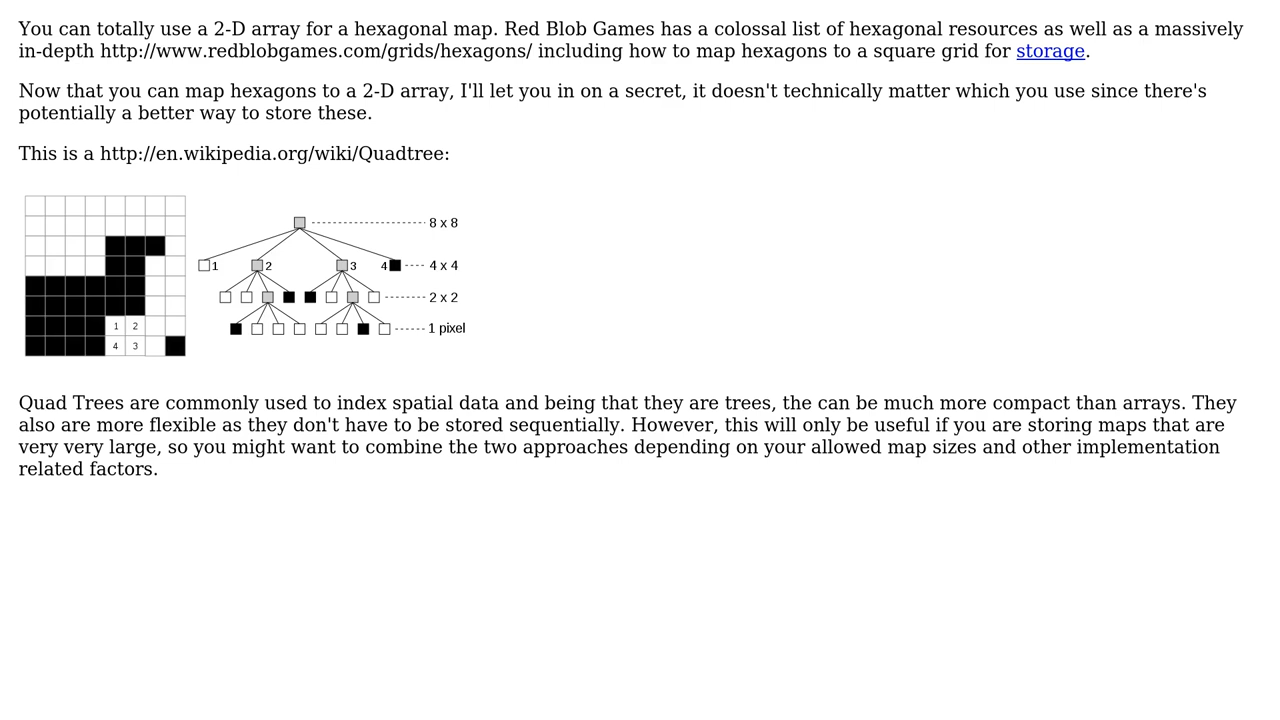 You can totally use a 2-D array for a hexagonal map. Red Blob Games has a colossal list of hexagonal resources as well as a massively
in-depth http://www.redblobgames.com/grids/hexagons/ including how to map hexagons to a square grid for storage.
Now that you can map hexagons to a 2-D array, I'll let you in on a secret, it doesn't technically matter which you use since there's
potentially a better way to store these.
This is a http://en.wikipedia.org/wiki/Quadtree:
8 x 8
1 2 3 4 4 x 4
2 x 2
1 2
1 pixel
4 3
Quad Trees are commonly used to index spatial data and being that they are trees, the can be much more compact than arrays. They
also are more flexible as they don't have to be stored sequentially. However, this will only be useful if you are storing maps that are
very very large, so you might want to combine the two approaches depending on your allowed map sizes and other implementation
related factors.